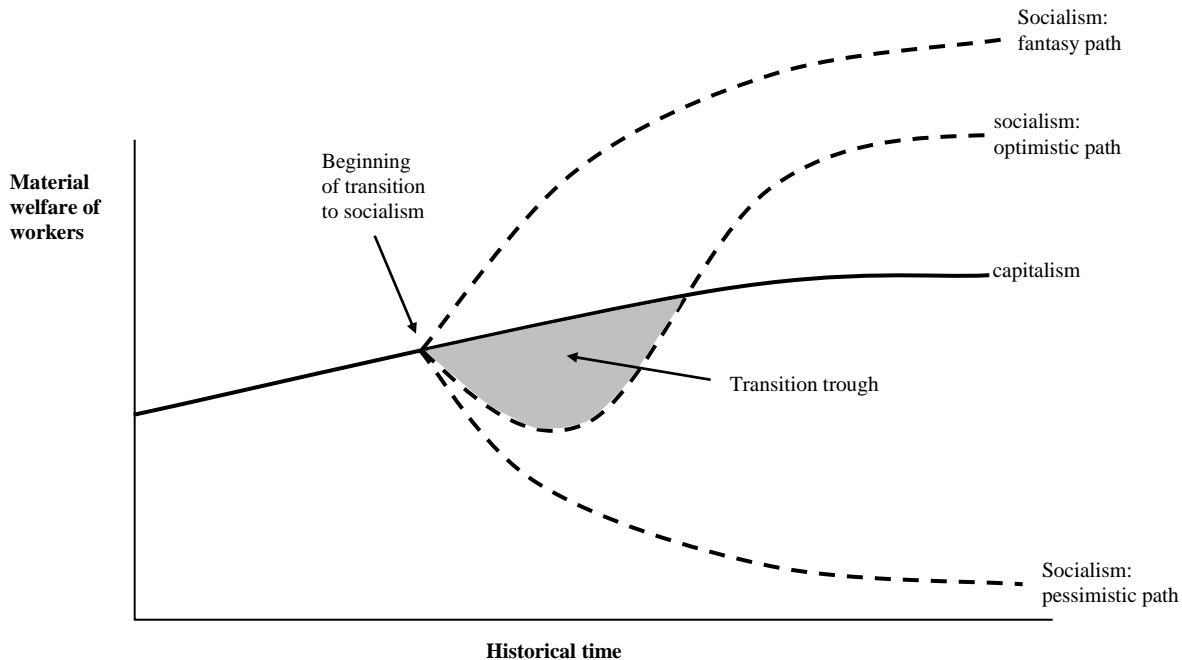 Socialism:
fantasy path
socialism:
optimistic path
Beginning
of transition
to socialism
Material
welfare of
workers
capitalism
Transition trough
Socialism:
pessimistic path
Historical time